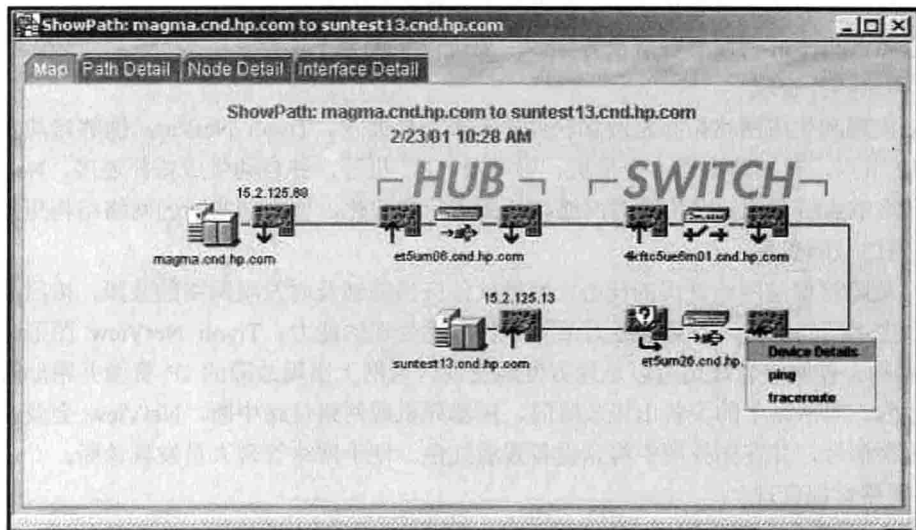 ShowPath: magma.cnd.hp.com to suntest13.cnd.hp.com
Map Path Detail Node Detail Interface Detail
ShowPath: magma.cnd.hp.com to suntest13.cnd.hp.com
2/23/01 10:28 AM
HUB SWITCH
15.2.125.69
magma.cnd.hp.com et5um06.cnd.hp.com 4kftc5ue6m01.cnd.hp.com
15.2.125.13
suntest13.cnd.hp.com et5um26.cnd.hp
Device Details
ping
traceroute